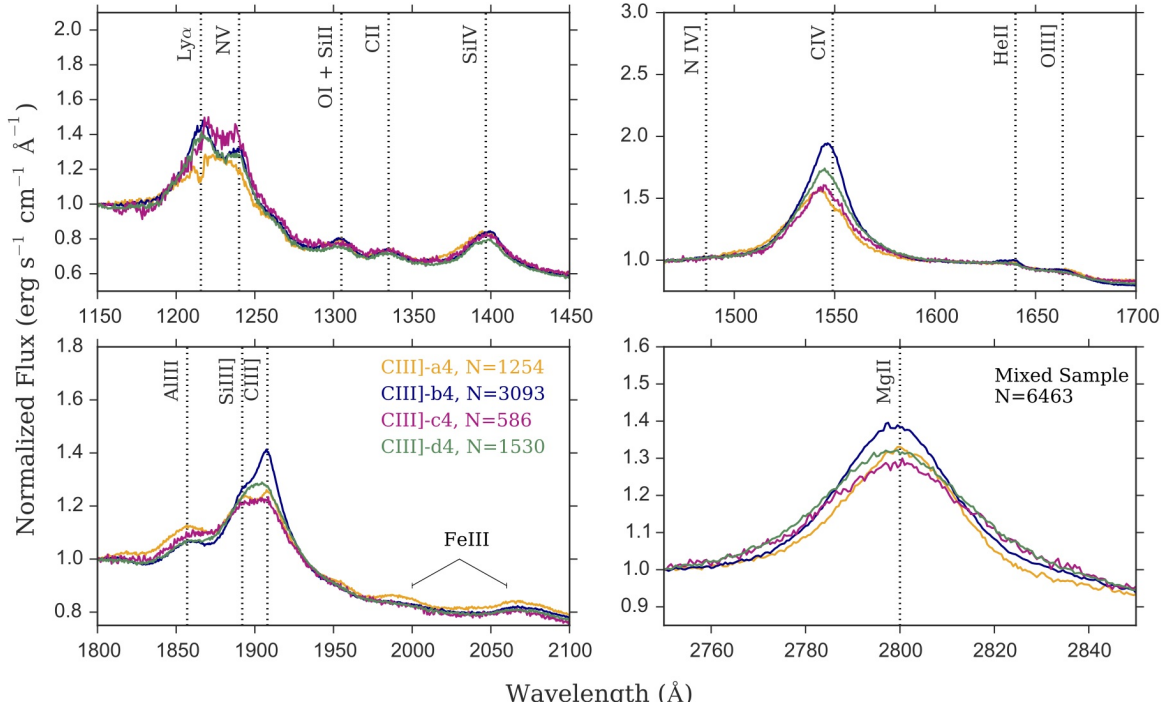 Normalized Flux (erg s⁻¹ cm⁻¹ Å⁻¹)
2.0
1.8
1.6
1.4
1.2
1.0
0.8
0.6
Lyα
NV
OI + SiII
CII
SiIV
1150 1200 1250 1300 1350 1400 1450
3.0
2.5
2.0
1.5
1.0
N IV]
CIV
HeII
OIII]
1500 1550 1600 1650 1700
1.8
1.6
1.4
1.2
1.0
0.8
AlIII
SiIII]
CIII]
CIII]-a4, N=1254
CIII]-b4, N=3093
CIII]-c4, N=586
CIII]-d4, N=1530
FeIII
1800 1850 1900 1950 2000 2050 2100
1.6
1.5
1.4
1.3
1.2
1.1
1.0
0.9
MgII
Mixed Sample
N=6463
2760 2780 2800 2820 2840
Wavelength (Å)